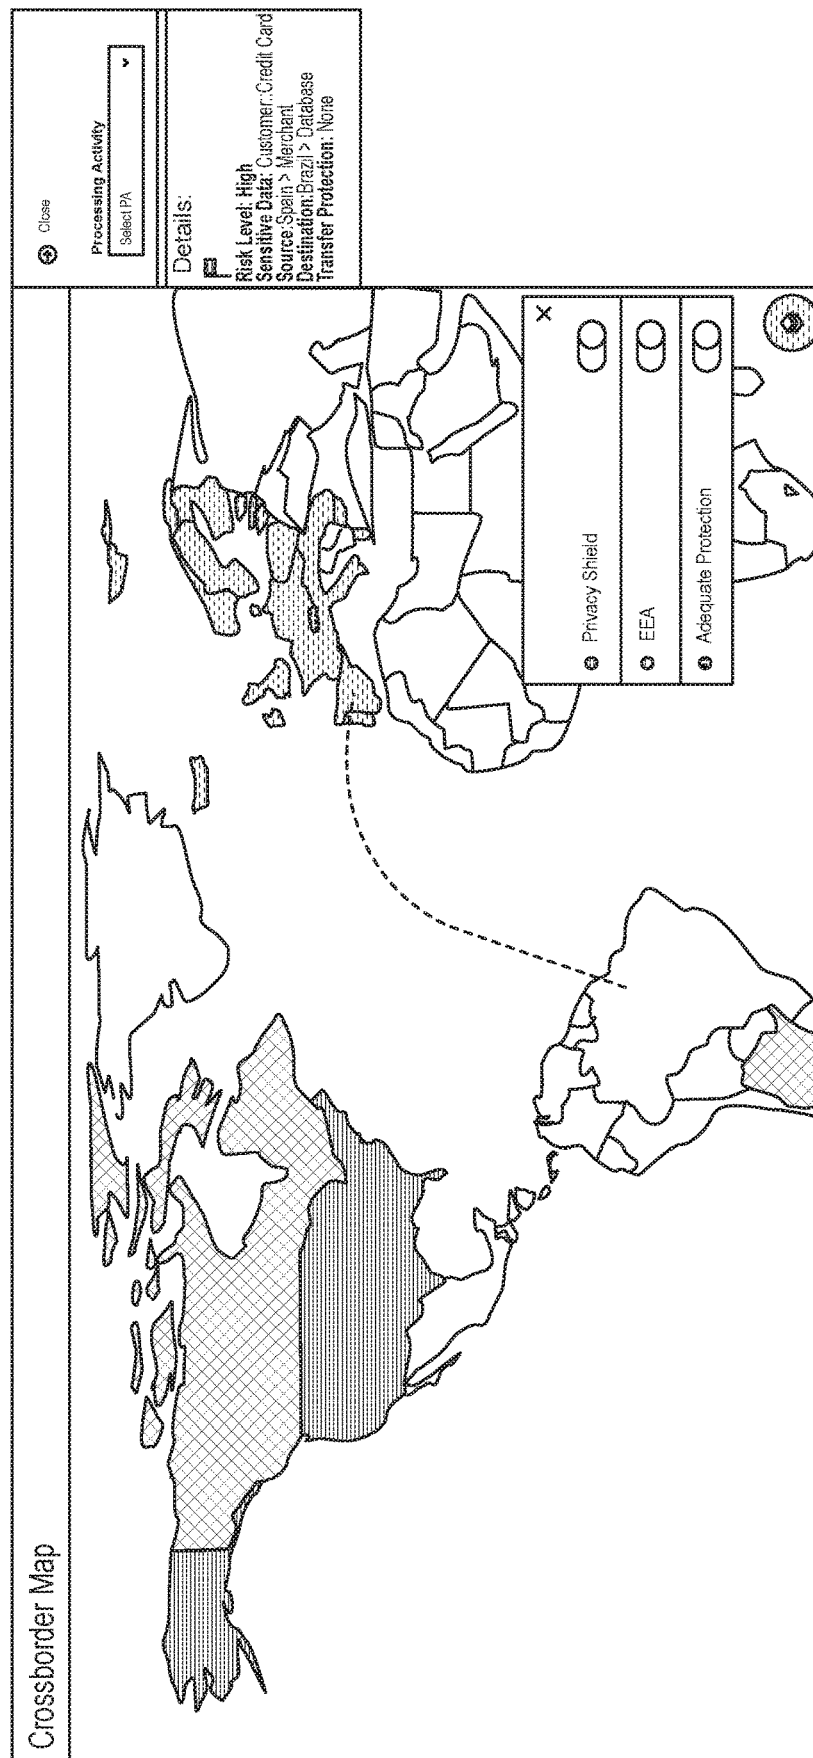 Crossborder Map
Close
Processing Activity
Select PA
Details:
Risk Level: High
Sensitive Data: Customer:Credit Card
Source:Spain > Merchant
Destination:Brazil > Database
Transfer Protection: None
X
Privacy Shield
EEA
Adequate Protection